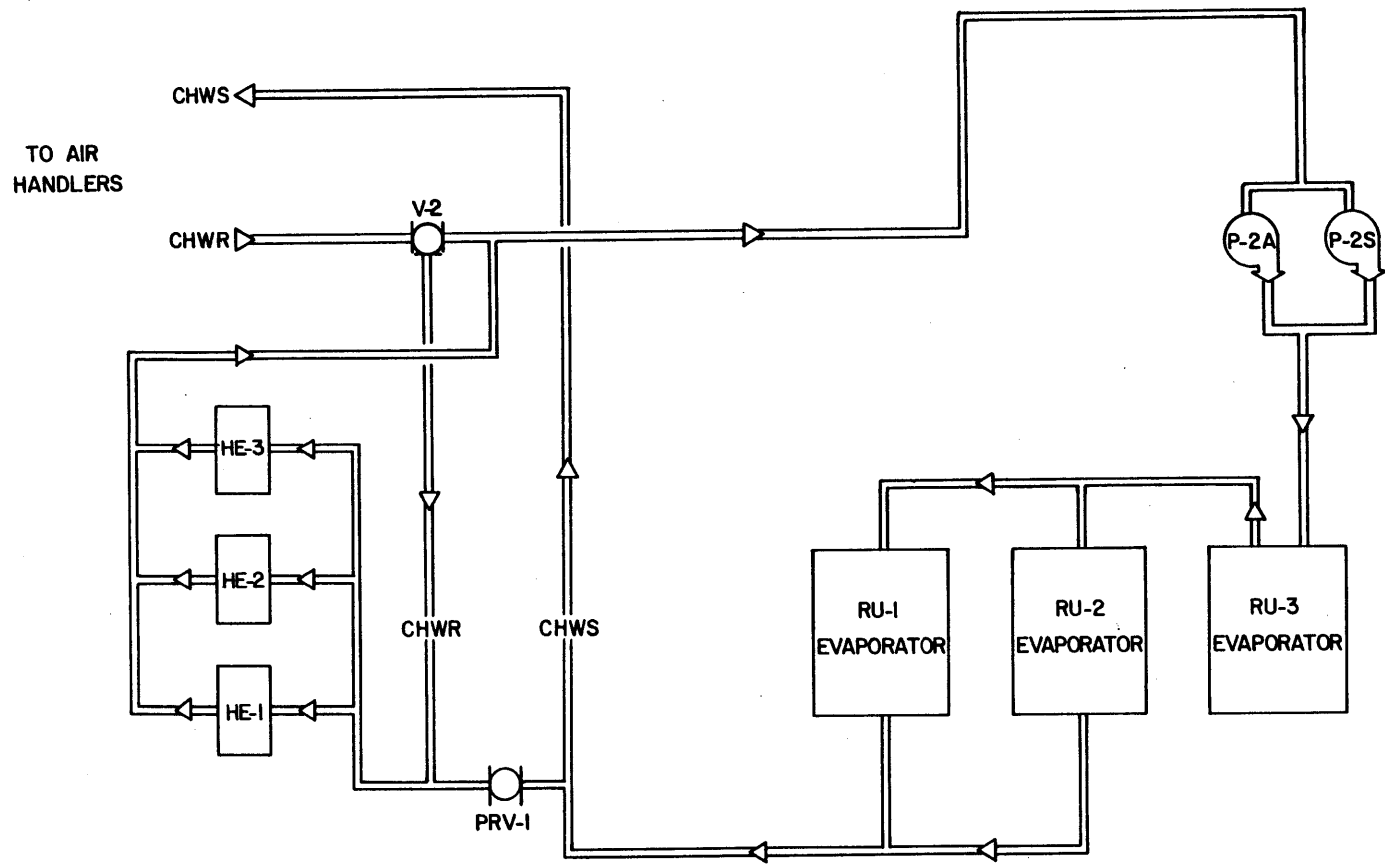 CHWS
TO AIR
HANDLERS
V-2
CHWR
P-2A
P-2S
HE-3
HE-2
HE-1
CHWR
CHWS
RU-1
EVAPORATOR
RU-2
EVAPORATOR
RU-3
EVAPORATOR
PRV-1